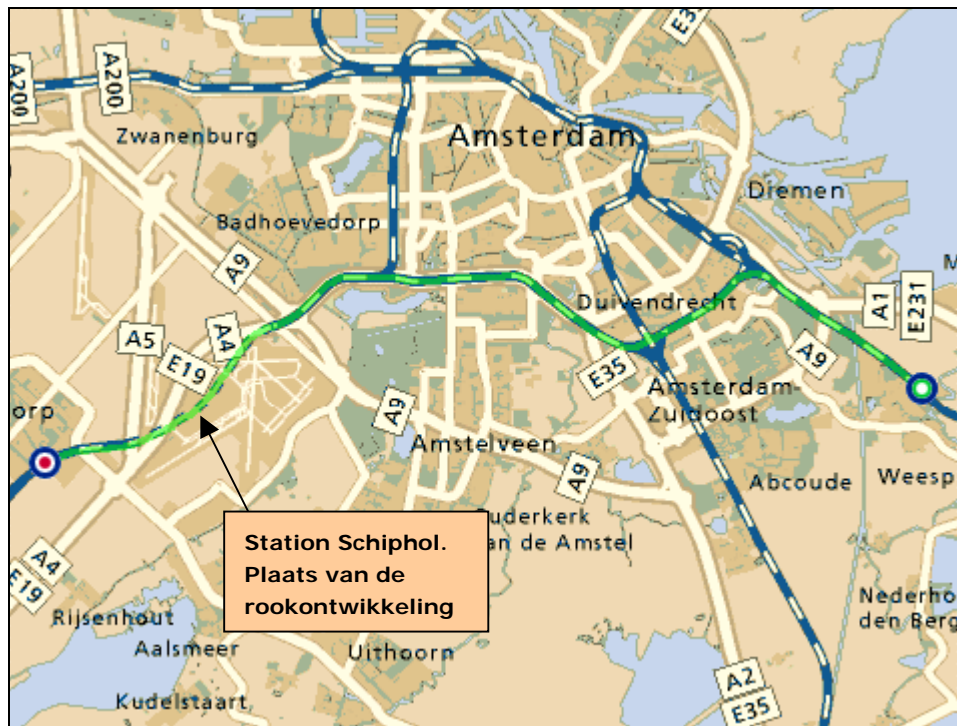 E3
A200
A200
Zwanenburg
Amsterdam
Diemen
Badhoevedorp
M
A9
Duivendrecht
A1
E231
A5
A4
E19
E35
A9
orp
Amsterdam-
Zuidoost
A9
Amstelveen
Abcoude
Weesp
A9
Station Schiphol.
Plaats van de
rookontwikkeling
uderkerk
an de Amstel
A4
E19
Rijsenhout
Aalsmeer
Uithoorn
Nederho
den Berg
Kudelstaart
A2
E35